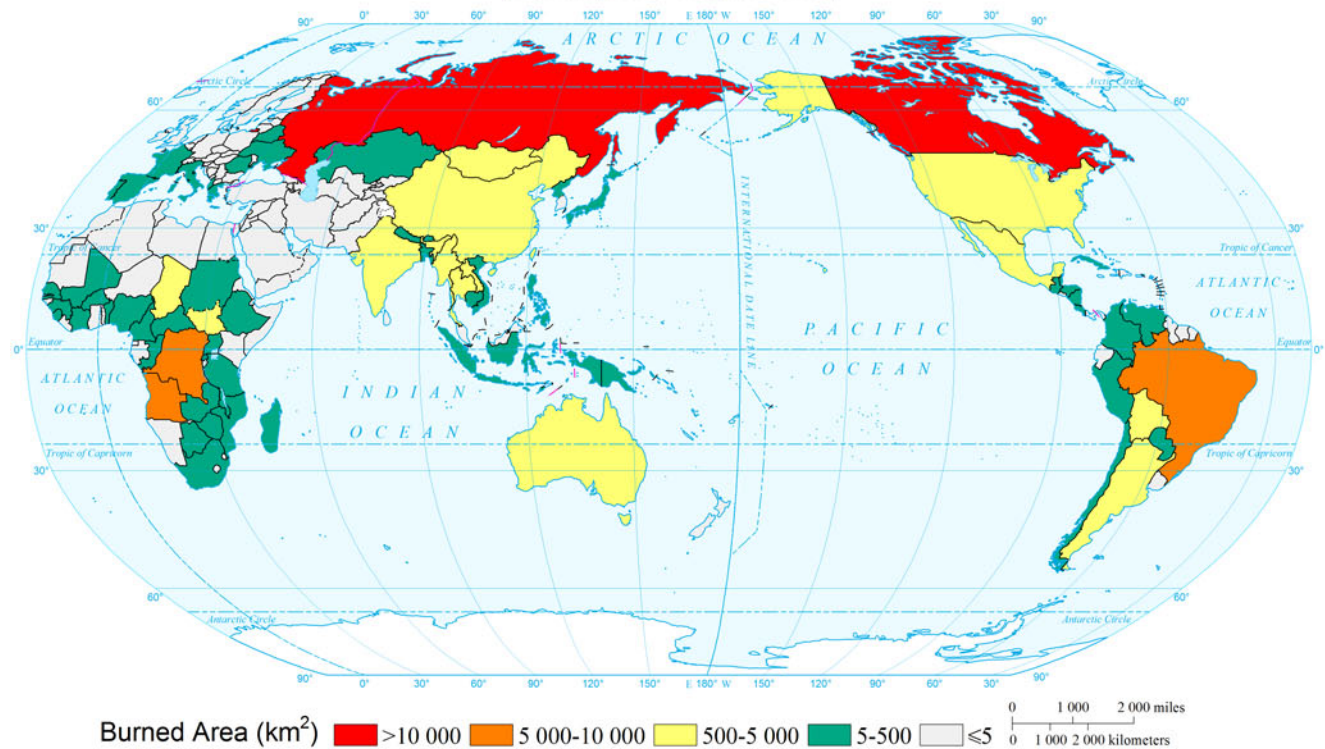 90° 0° 30° 60° 90° 120° 150° E 180° W 150° 120° 90° 60° 30° 0° 90°
ARCTIC OCEAN
Arctic Circle
Arctic Circle
60°
60°
INTERNATIONAL DATE LINE
30°
30°
Tropic of Cancer
Tropic of Cancer
ATLANTIC
OCEAN
PACIFIC
OCEAN
0°
Equator
Equator
0°
ATLANTIC
OCEAN
INDIAN
OCEAN
Tropic of Capricorn
Tropic of Capricorn
30°
30°
60°
60°
Antarctic Circle
Antarctic Circle
90° 0° 30° 60° 90° 120° 150° E 180° W 150° 120° 90° 60° 30° 0° 90°
Burned Area (km²) >10 000 5 000-10 000 500-5 000 5-500 ⩽5
0 1 000 2 000 miles
0 1 000 2 000 kilometers